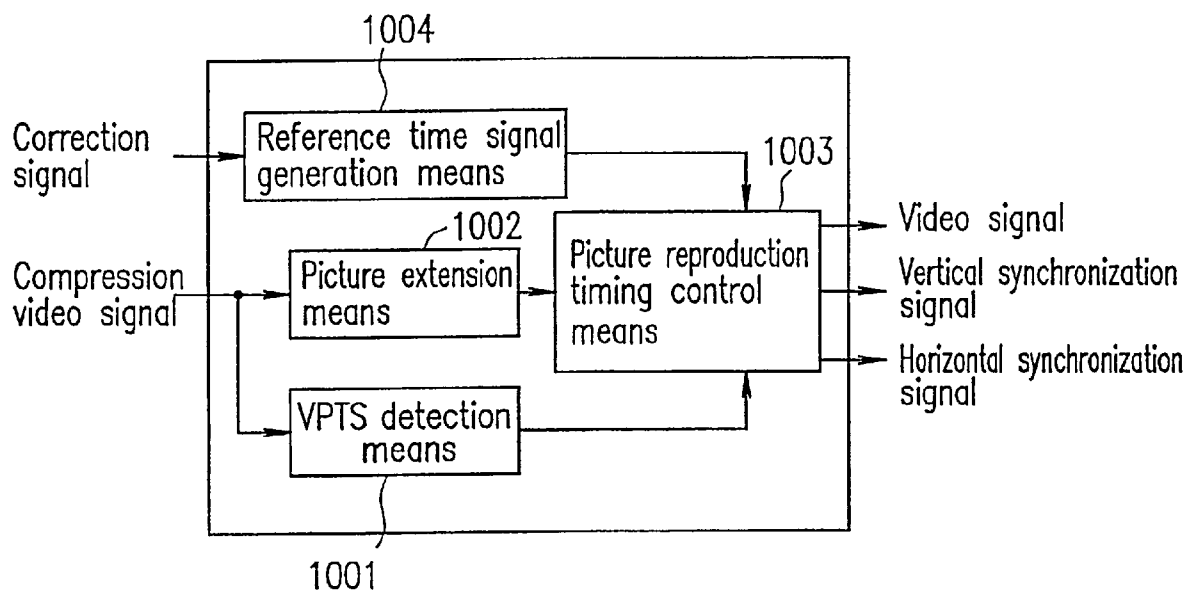 1004
Correction
signal
Reference time signal
generation means
1003
1002
Compression
video signal
Picture extension
means
Picture reproduction
timing control
means
Video signal
Vertical synchronization
signal
Horizontal synchronization
signal
VPTS detection
means
1001